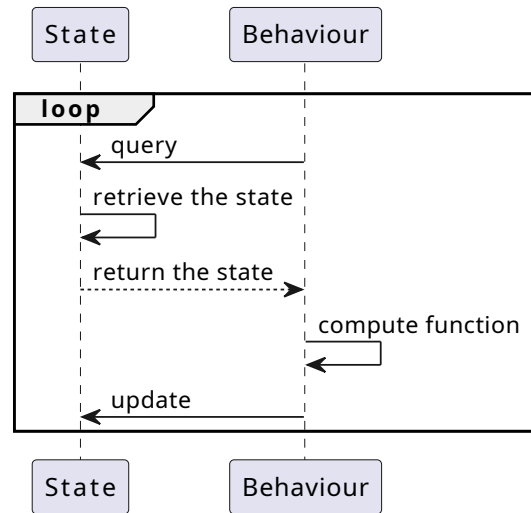 State Behaviour
loop
query
retrieve the state
return the state
compute function
update
State Behaviour